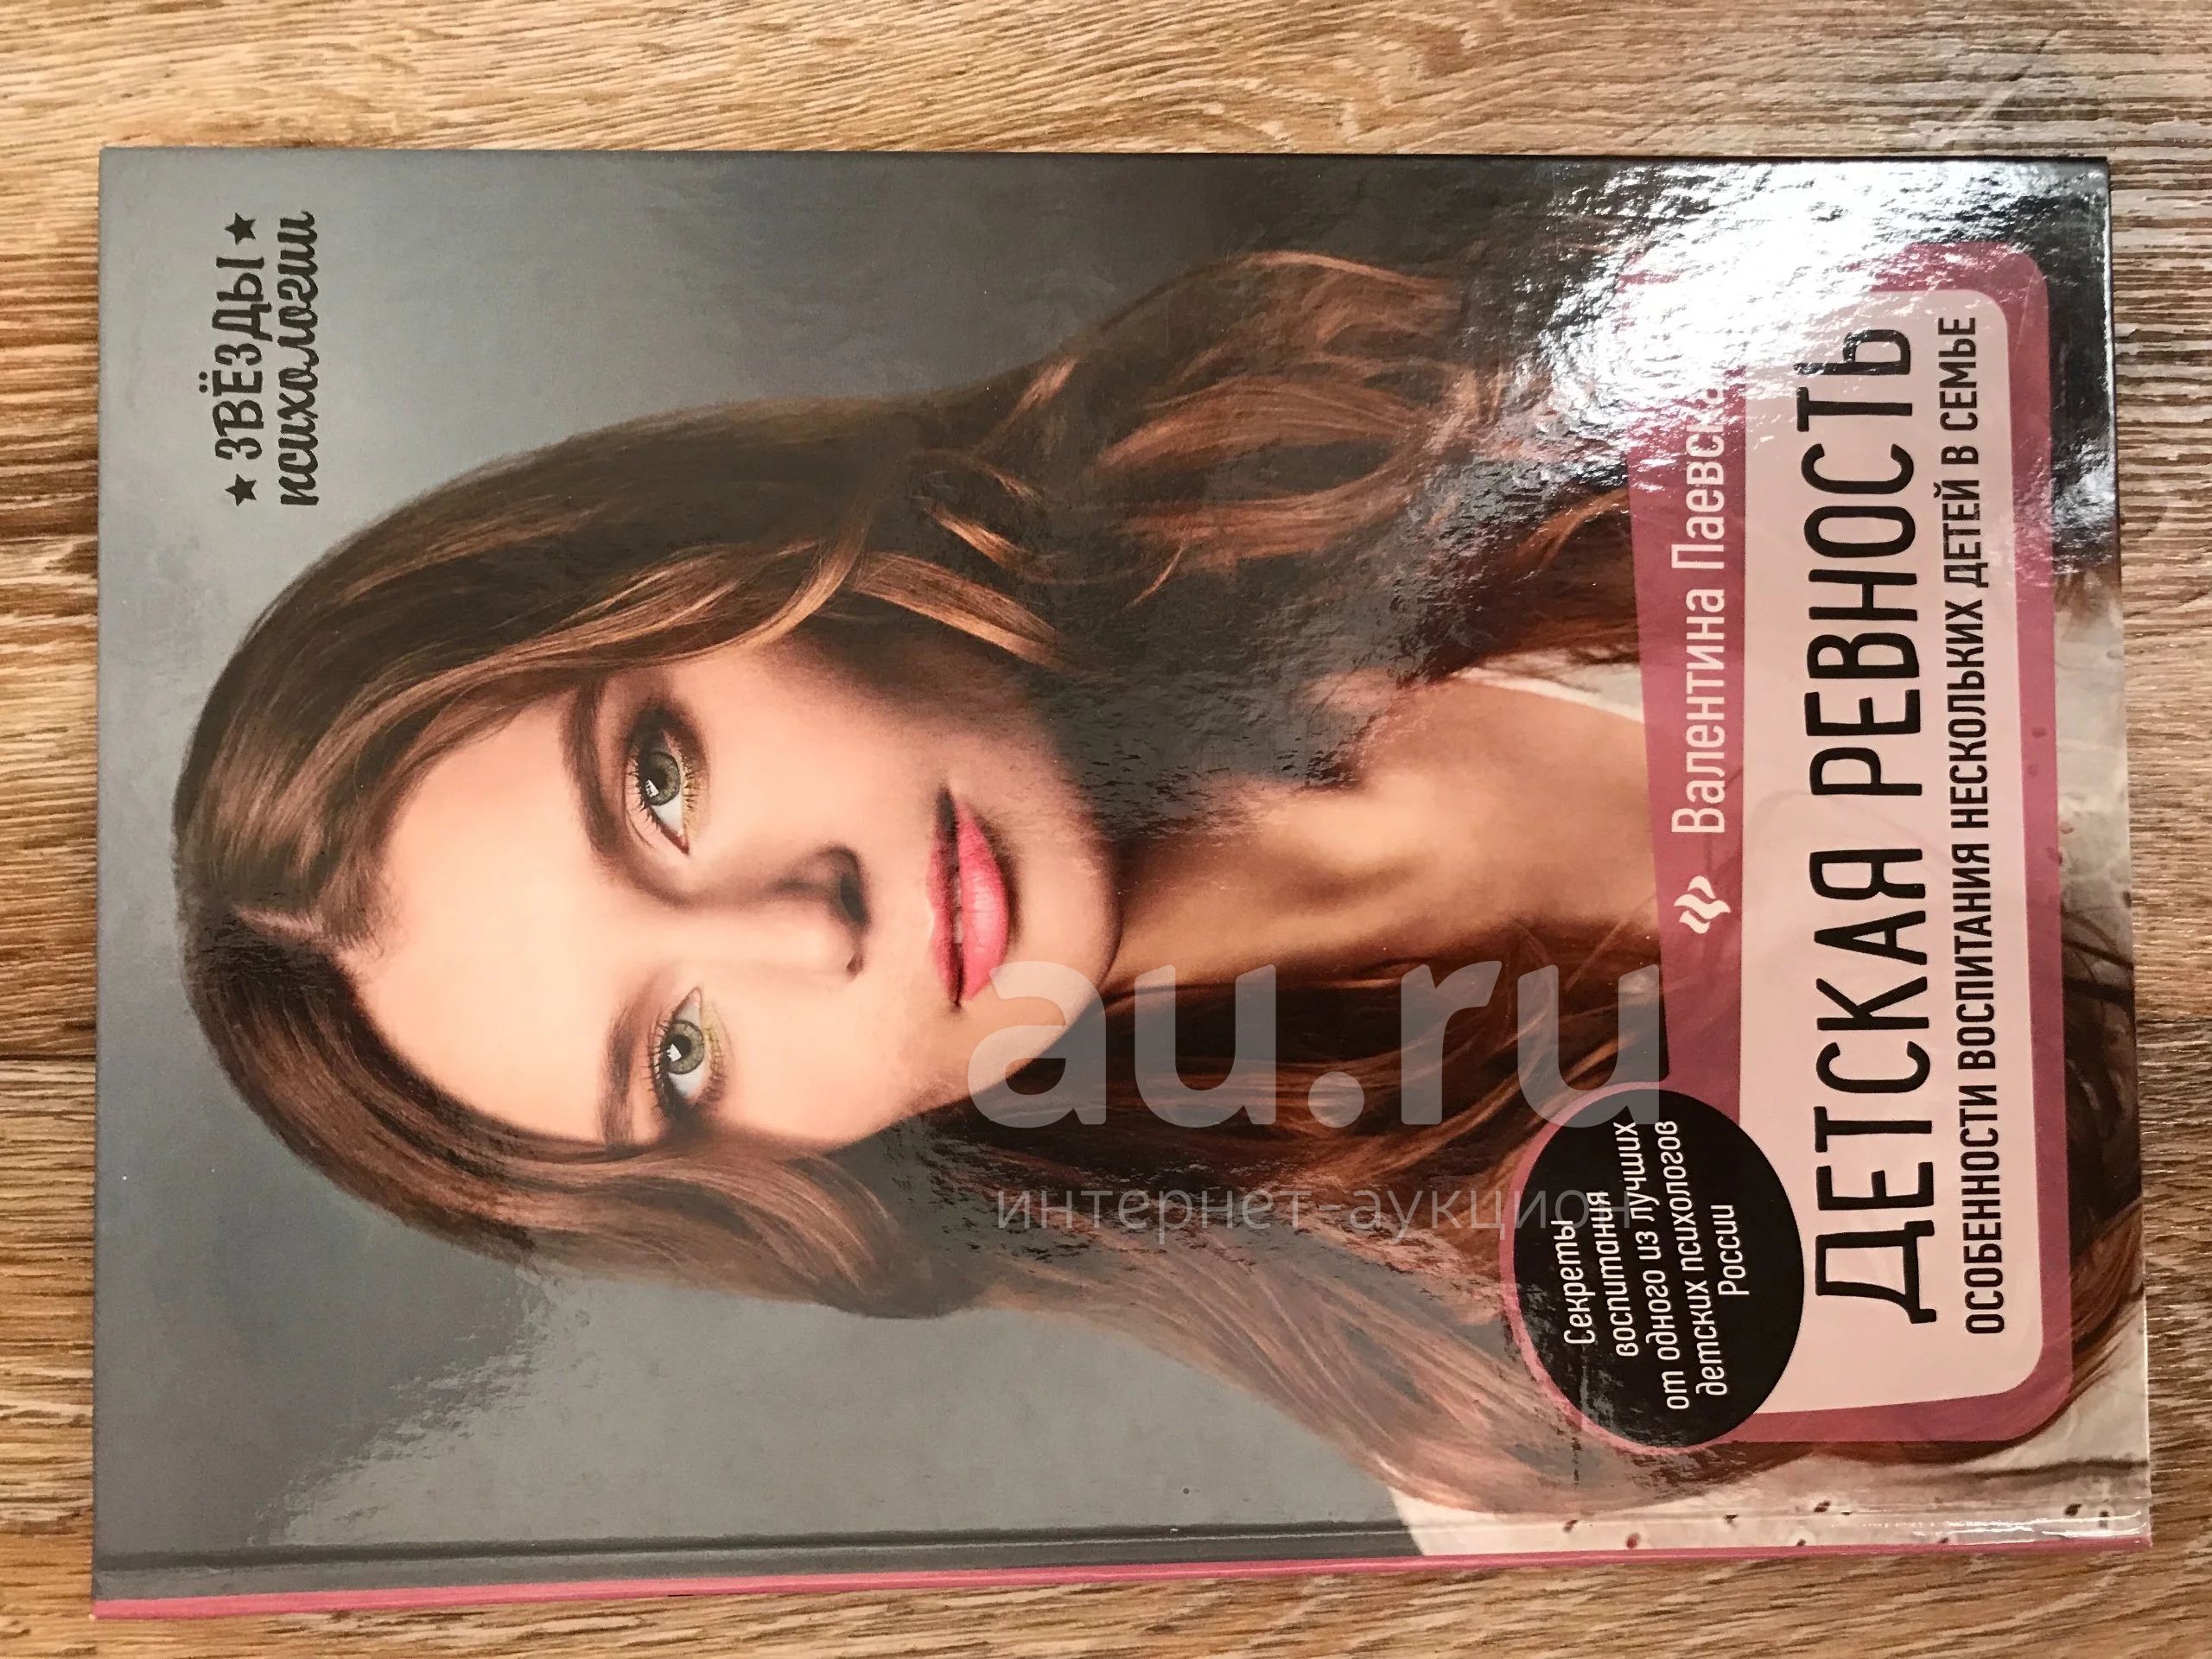 ★ ЗВЁЗДЫ ★
психологии
Валентина Паевская
ДЕТСКАЯ РЕВНОСТЬ
ОСОБЕННОСТИ ВОСПИТАНИЯ НЕСКОЛЬКИХ ДЕТЕЙ В СЕМЬЕ
Секреты
воспитания
от одного из лучших
детских психологов
России
au.ru
интернет-аукцион